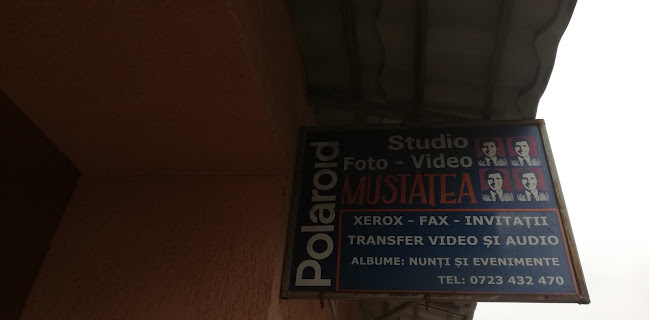 Polaroid
Studio
Foto - Video
MUSTĂȚEA
XEROX - FAX - INVITAȚII
TRANSFER VIDEO ȘI AUDIO
ALBUME: NUNȚI ȘI EVENIMENTE
TEL: 0723 432 470